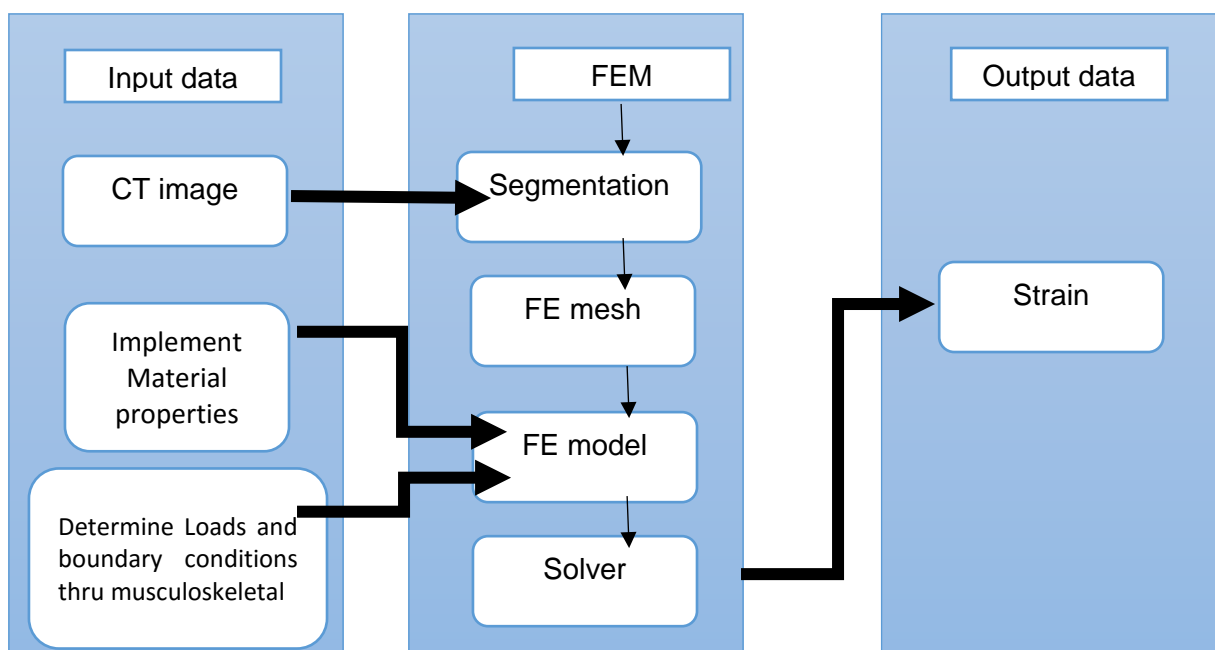 Input data
CT image
Implement
Material
properties
Determine Loads and
boundary conditions
thru musculoskeletal
FEM
Segmentation
FE mesh
FE model
Solver
Output data
Strain